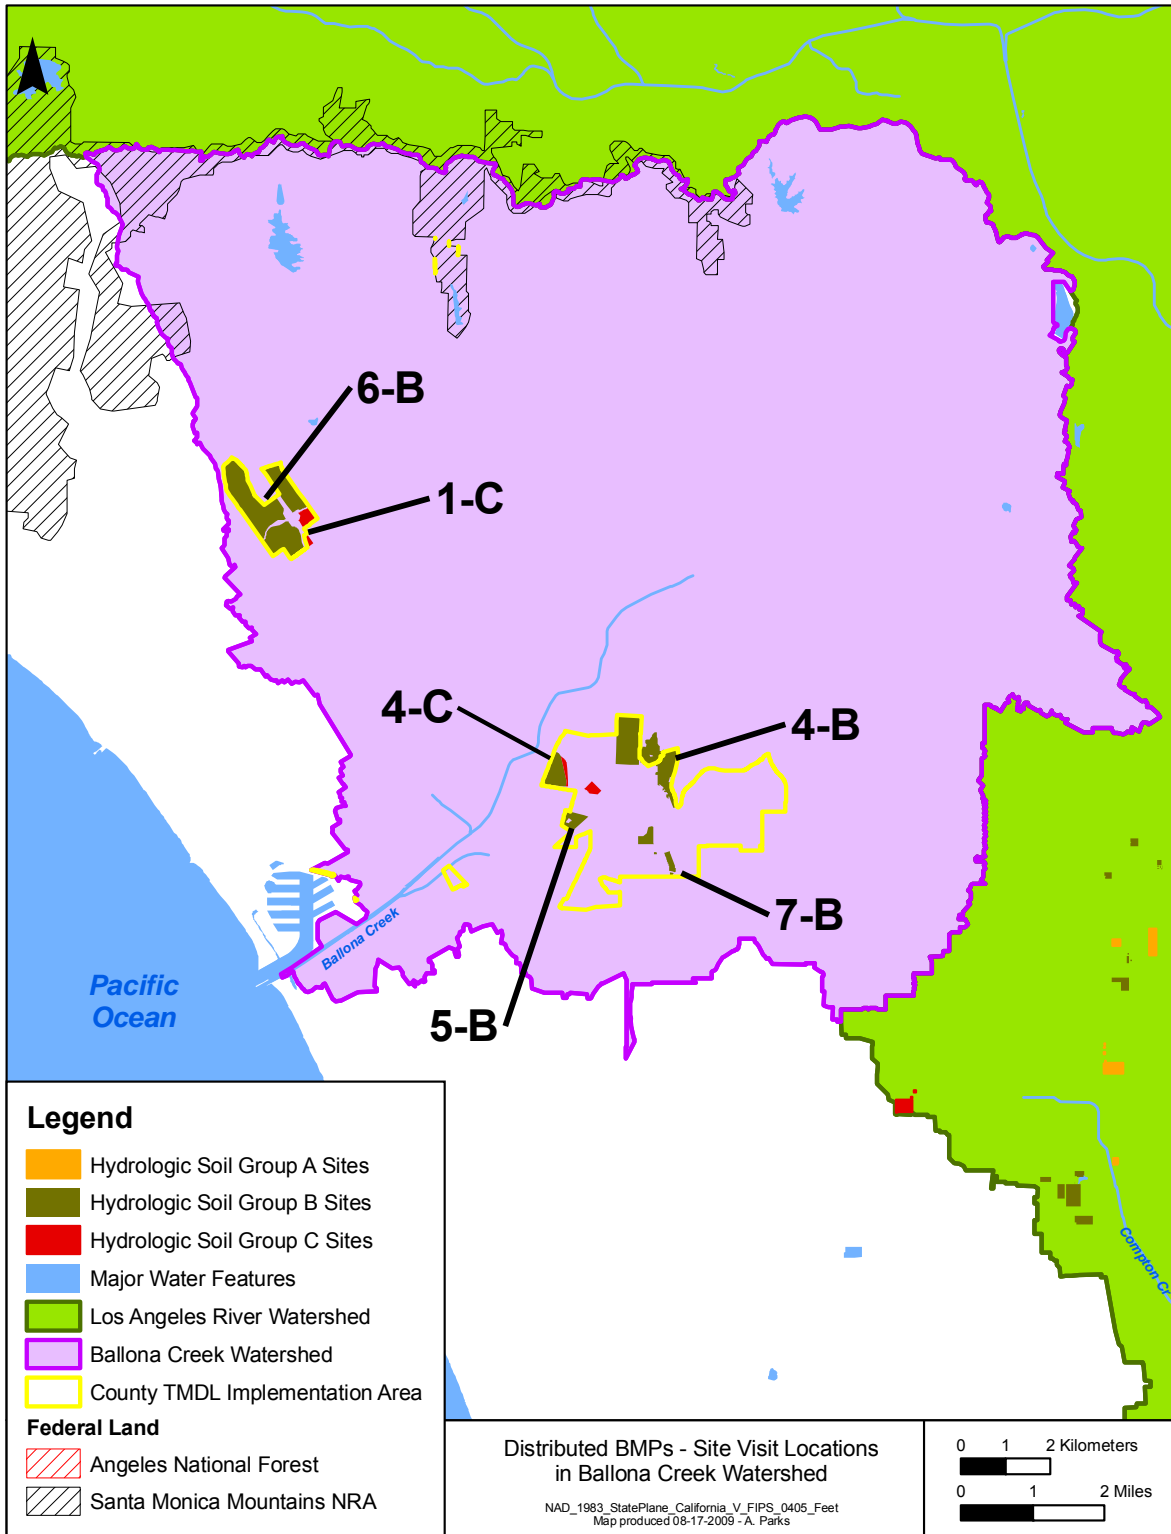 6-B
1-C
4-C
4-B
7-B
5-B
Ballona Creek
Pacific
Ocean
Compton Cr
Legend
Hydrologic Soil Group A Sites
Hydrologic Soil Group B Sites
Hydrologic Soil Group C Sites
Major Water Features
Los Angeles River Watershed
Ballona Creek Watershed
County TMDL Implementation Area
Federal Land
Angeles National Forest
Santa Monica Mountains NRA
Distributed BMPs - Site Visit Locations
in Ballona Creek Watershed
NAD_1983_StatePlane_California_V_FIPS_0405_Feet
Map produced 08-17-2009 - A. Parks
0 1 2 Kilometers
0 1 2 Miles